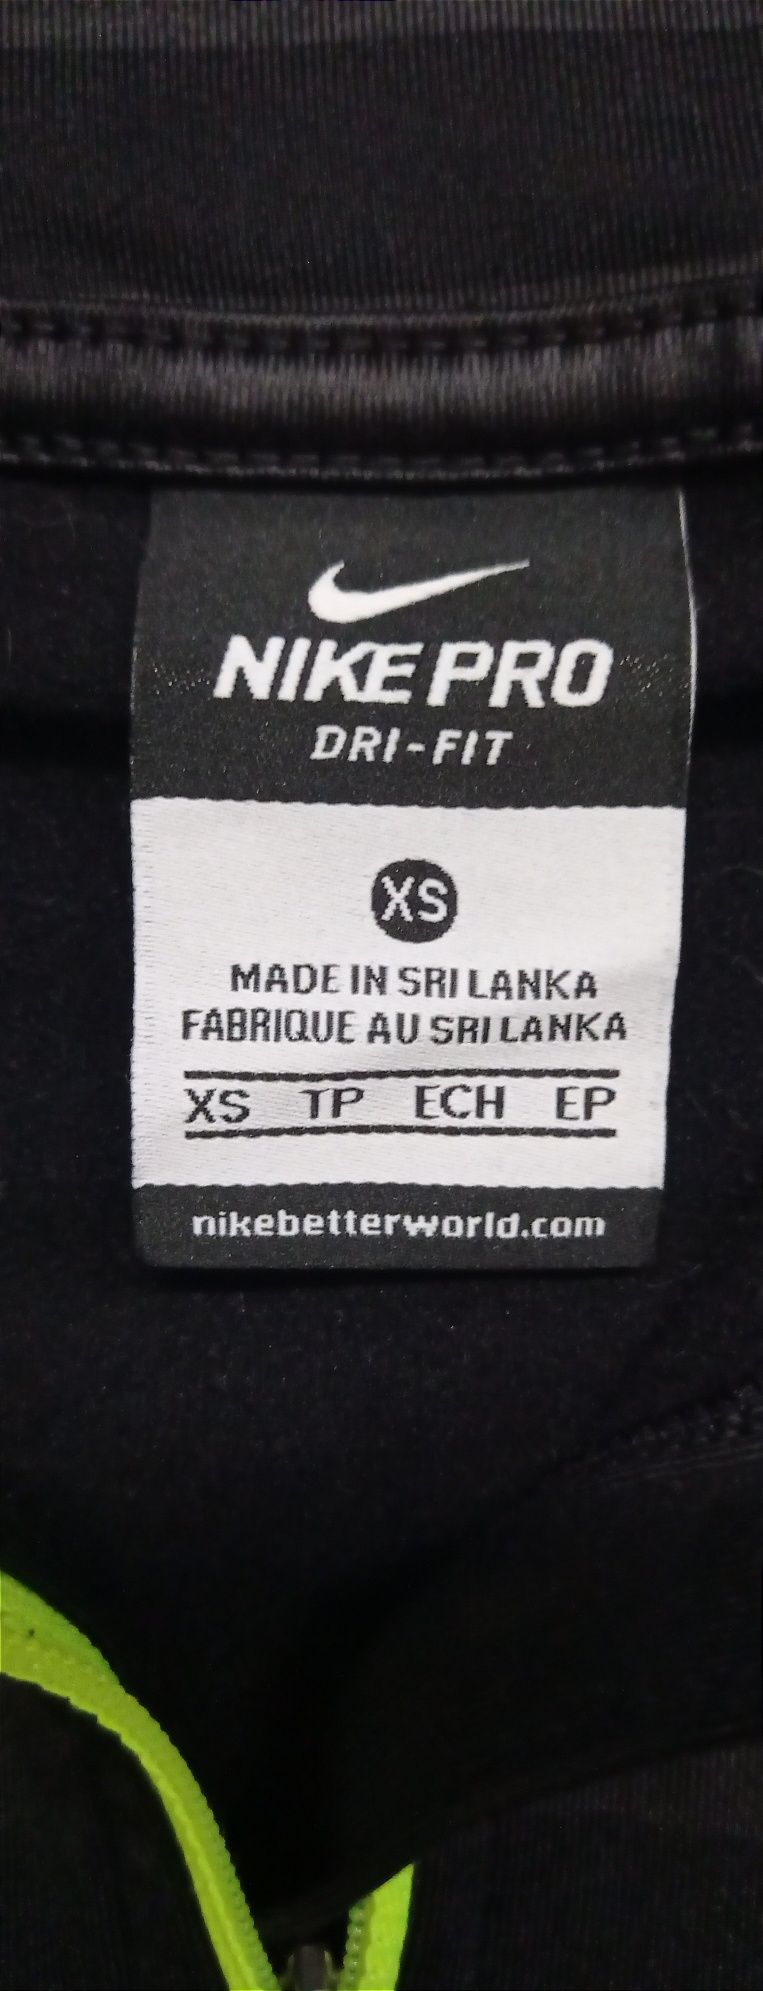 NIKE PRO
DRI-FIT
XS
MADE IN SRI LANKA
FABRIQUE AU SRI LANKA
XS TP ECH EP
nikebetterworld.com